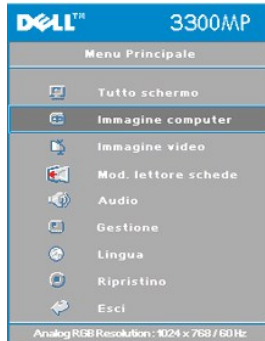 DELL™ 3300MP
Menu Principale
Tutto schermo
Immagine computer
Immagine video
Mod. lettore schede
Audio
Gestione
Lingua
Ripristino
Esci
Analog RGB Resolution : 1024 x 768 / 60 Hz